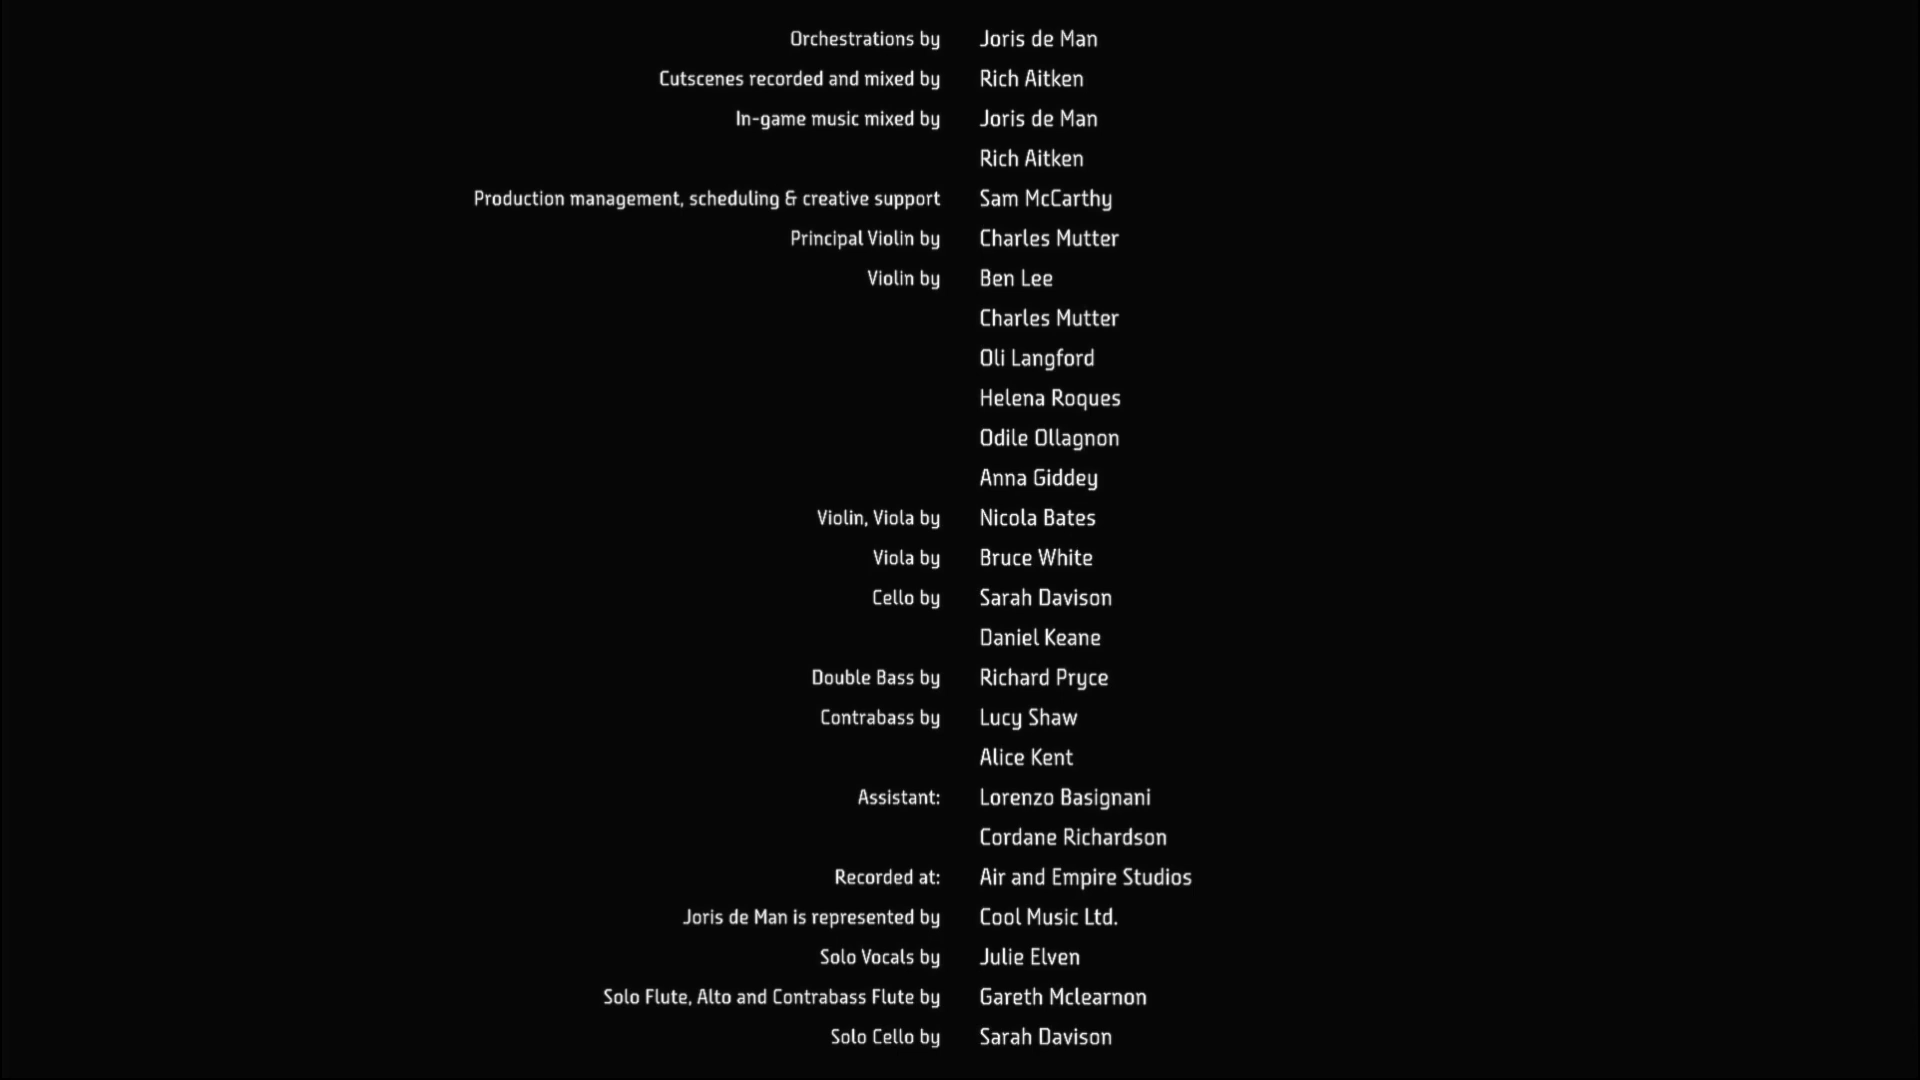 Orchestrations by Joris de Man
Cutscenes recorded and mixed by Rich Aitken
In-game music mixed by Joris de Man
Rich Aitken
Production management, scheduling & creative support Sam McCarthy
Principal Violin by Charles Mutter
Violin by Ben Lee
Charles Mutter
Oli Langford
Helena Roques
Odile Ollagnon
Anna Giddey
Violin, Viola by Nicola Bates
Viola by Bruce White
Cello by Sarah Davison
Daniel Keane
Double Bass by Richard Pryce
Contrabass by Lucy Shaw
Alice Kent
Assistant: Lorenzo Basignani
Cordane Richardson
Recorded at: Air and Empire Studios
Joris de Man is represented by Cool Music Ltd.
Solo Vocals by Julie Elven
Solo Flute, Alto and Contrabass Flute by Gareth Mclearnon
Solo Cello by Sarah Davison